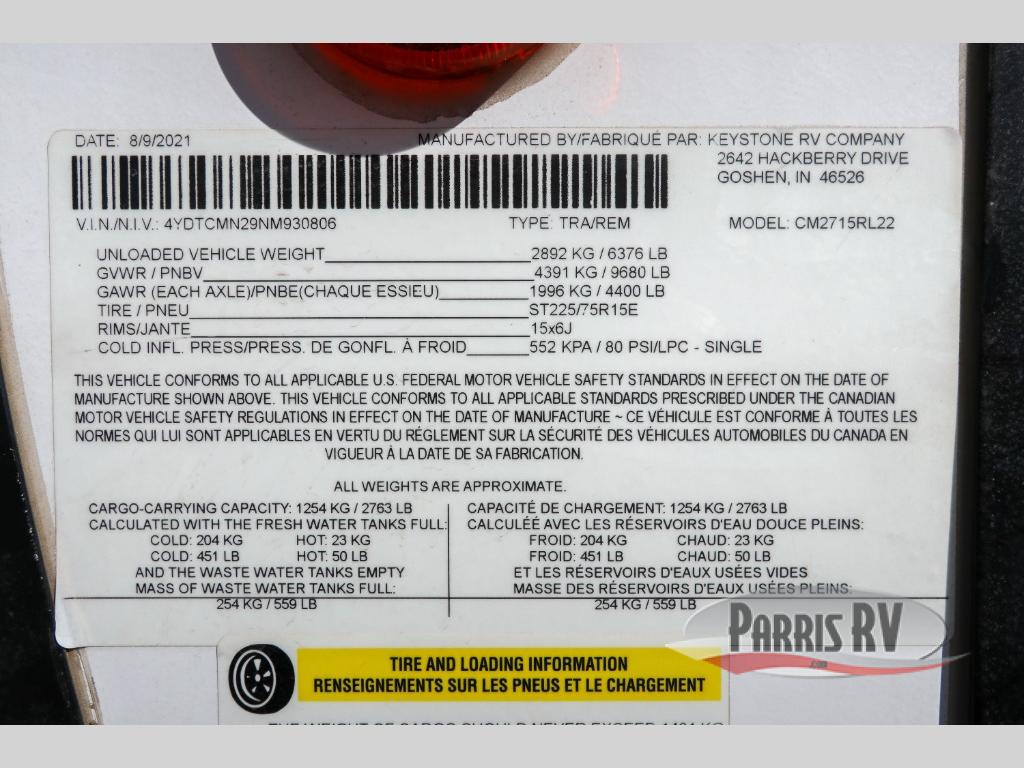 DATE: 8/9/2021 MANUFACTURED BY/FABRIQUÉ PAR: KEYSTONE RV COMPANY
2642 HACKBERRY DRIVE
GOSHEN, IN 46526
V.I.N./N.I.V.: 4YDTCMN29NM930806 TYPE: TRA/REM MODEL: CM2715RL22
UNLOADED VEHICLE WEIGHT 2892 KG / 6376 LB
GVWR / PNBV 4391 KG / 9680 LB
GAWR (EACH AXLE)/PNBE(CHAQUE ESSIEU) 1996 KG / 4400 LB
TIRE / PNEU ST225/75R15E
RIMS/JANTE 15x6J
COLD INFL. PRESS/PRESS. DE GONFL. À FROID 552 KPA / 80 PSI/LPC - SINGLE
THIS VEHICLE CONFORMS TO ALL APPLICABLE U.S. FEDERAL MOTOR VEHICLE SAFETY STANDARDS IN EFFECT ON THE DATE OF
MANUFACTURE SHOWN ABOVE. THIS VEHICLE CONFORMS TO ALL APPLICABLE STANDARDS PRESCRIBED UNDER THE CANADIAN
MOTOR VEHICLE SAFETY REGULATIONS IN EFFECT ON THE DATE OF MANUFACTURE ~ CE VÉHICULE EST CONFORME À TOUTES LES
NORMES QUI LUI SONT APPLICABLES EN VERTU DU RÉGLEMENT SUR LA SÉCURITÉ DES VÉHICULES AUTOMOBILES DU CANADA EN
VIGUEUR À LA DATE DE SA FABRICATION.
ALL WEIGHTS ARE APPROXIMATE.
CARGO-CARRYING CAPACITY: 1254 KG / 2763 LB
CALCULATED WITH THE FRESH WATER TANKS FULL:
COLD: 204 KG HOT: 23 KG
COLD: 451 LB HOT: 50 LB
AND THE WASTE WATER TANKS EMPTY
MASS OF WASTE WATER TANKS FULL:
254 KG / 559 LB
CAPACITÉ DE CHARGEMENT: 1254 KG / 2763 LB
CALCULÉE AVEC LES RÉSERVOIRS D'EAU DOUCE PLEINS:
FROID: 204 KG CHAUD: 23 KG
FROID: 451 LB CHAUD: 50 LB
ET LES RÉSERVOIRS D'EAUX USÉES VIDES
MASSE DES RÉSERVOIRS D'EAUX USÉES PLEINS:
254 KG / 559 LB
PARRIS RV
.com
TIRE AND LOADING INFORMATION
RENSEIGNEMENTS SUR LES PNEUS ET LE CHARGEMENT